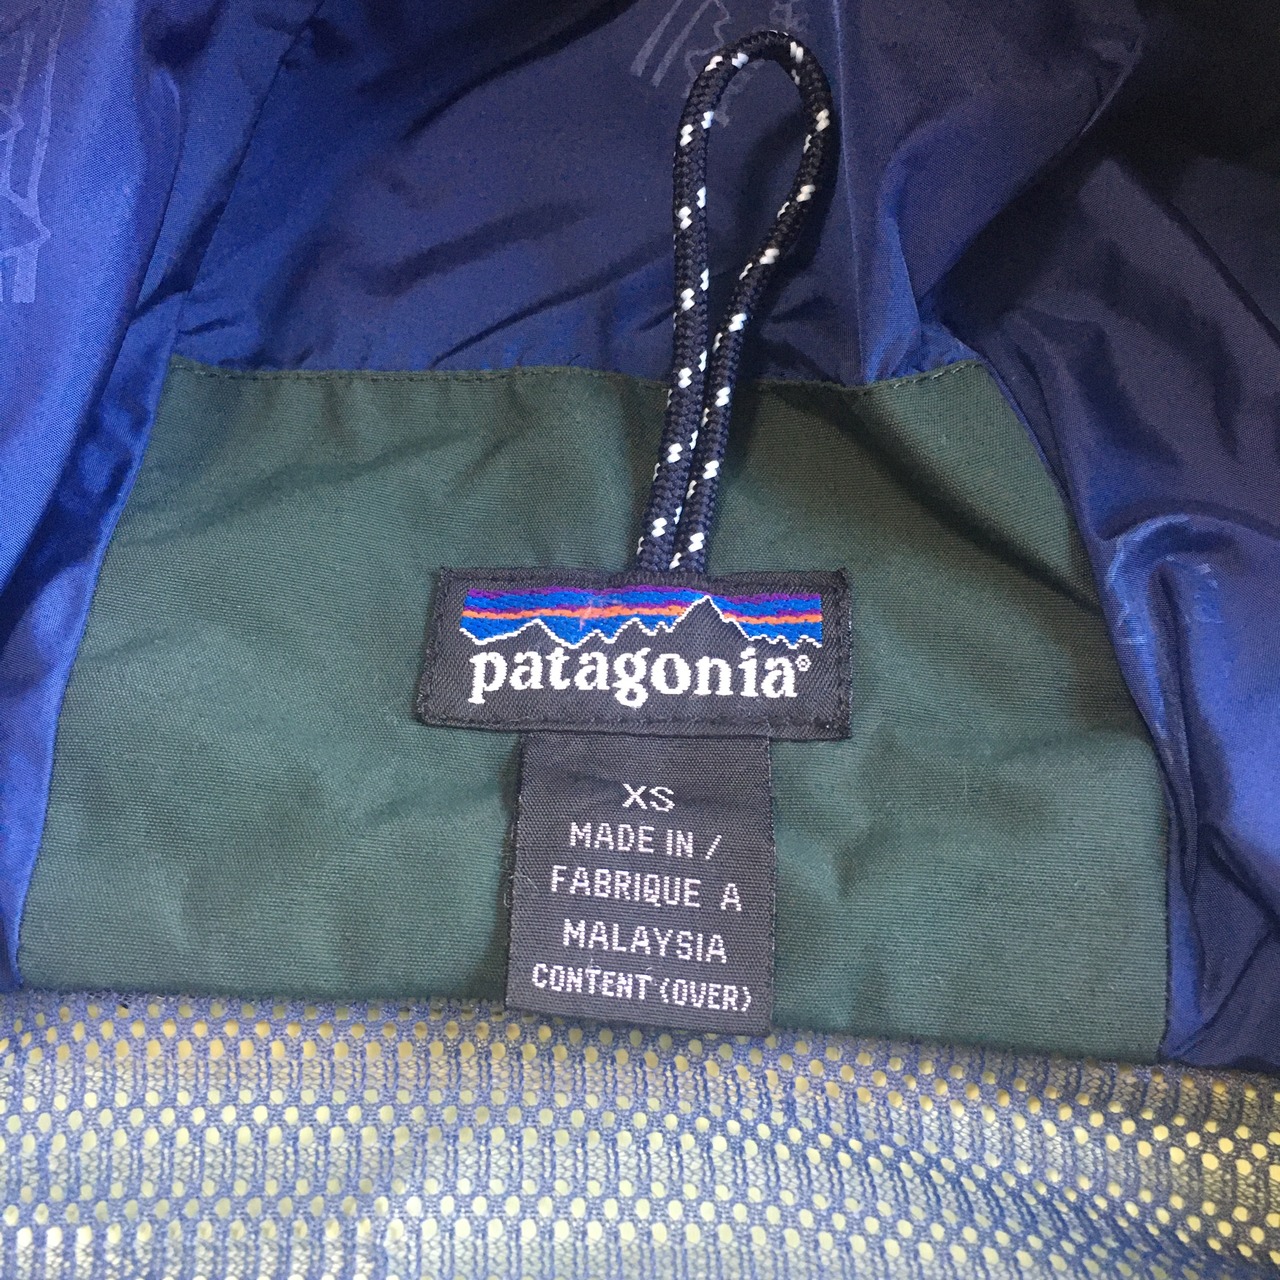 patagonia®
XS
MADE IN /
FABRIQUE A
MALAYSIA
CONTENT (OVER)